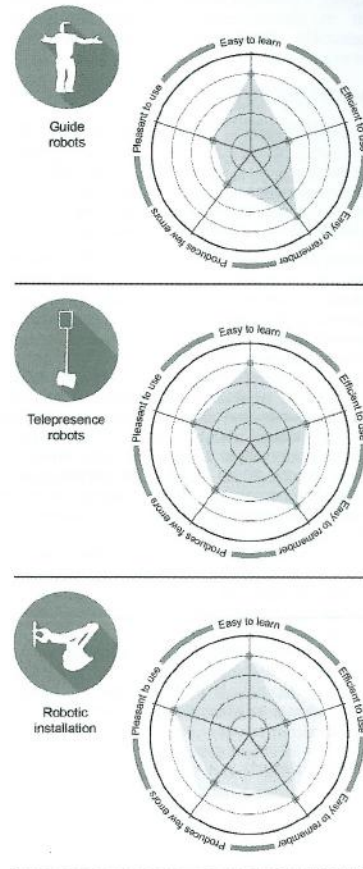 Easy to learn
Pleasant to use
Efficient to use
Guide
robots
Produces few errors
Easy to remember
Easy to learn
Pleasant to use
Efficient to use
Telepresence
robots
Produces few errors
Easy to remember
Easy to learn
Pleasant to use
Efficient to use
Robotic
installation
Produces few errors
Easy to remember